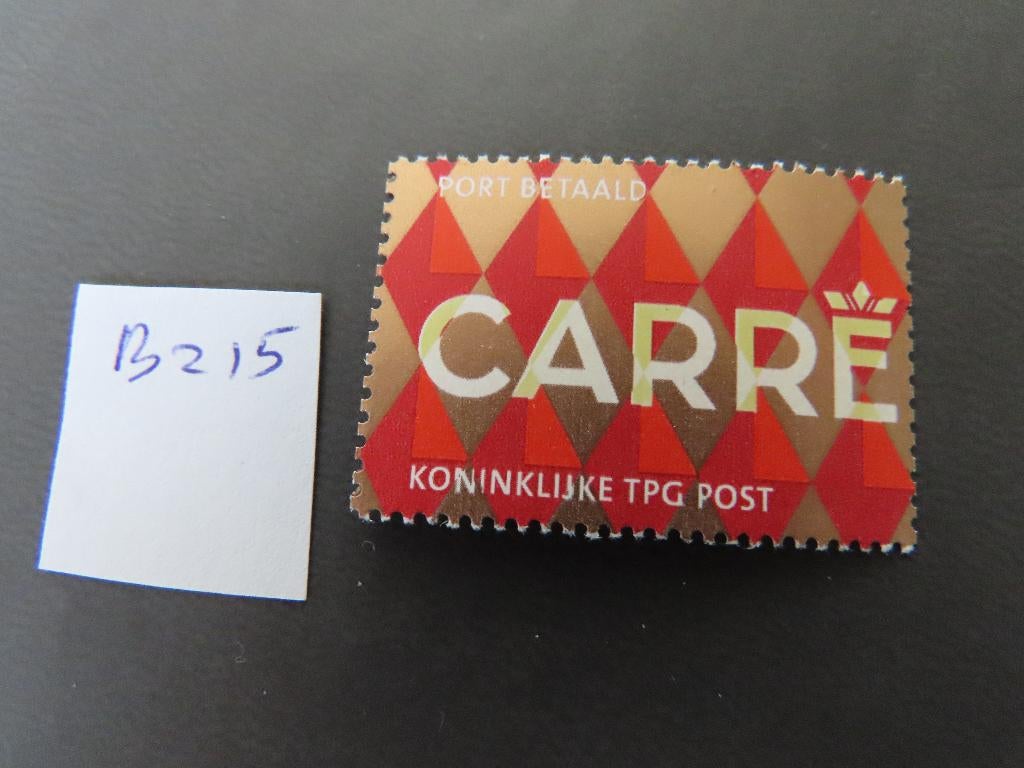 B215
PORT BETAALD
CARRÉ
KONINKLIJKE TPG POST